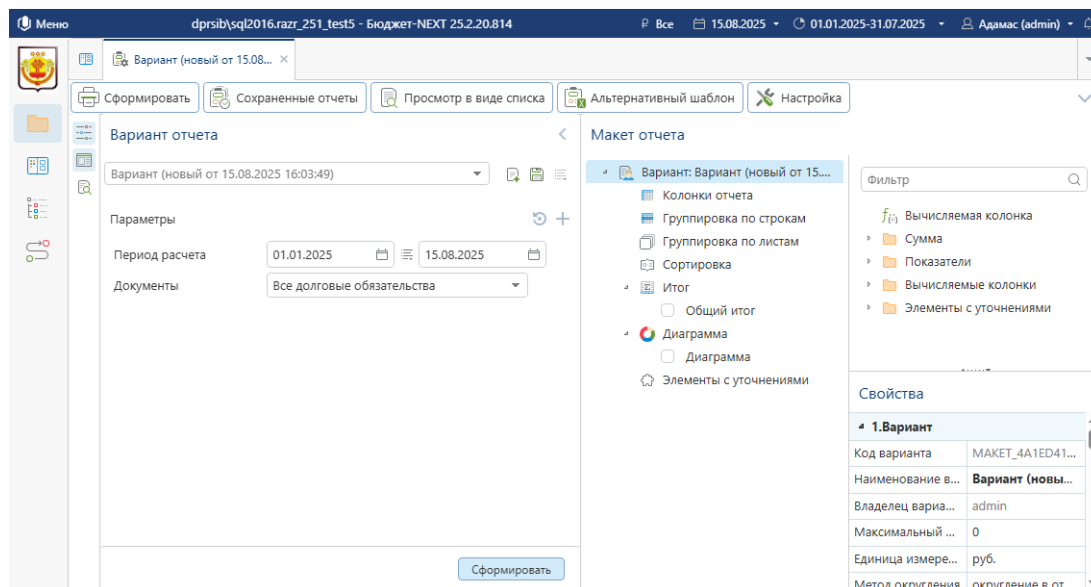 Меню dprsib\sql2016.razr_251_test5 - Бюджет-NEXT 25.2.20.814 ₽ Все 15.08.2025 01.01.2025-31.07.2025 Адамас (admin)
Вариант (новый от 15.08... ×
Сформировать Сохраненные отчеты Просмотр в виде списка Альтернативный шаблон Настройка
Вариант отчета
Вариант (новый от 15.08.2025 16:03:49)
Параметры
Период расчета 01.01.2025 15.08.2025
Документы Все долговые обязательства
Сформировать
Макет отчета
Вариант: Вариант (новый от 15....
Колонки отчета
Группировка по строкам
Группировка по листам
Сортировка
Итог
Общий итог
Диаграмма
Диаграмма
Элементы с уточнениями
Фильтр
Вычисляемая колонка
Сумма
Показатели
Вычисляемые колонки
Элементы с уточнениями
Свойства
1.Вариант
Код варианта MAKET_4A1ED41...
Наименование в... Вариант (новы...
Владелец вариа... admin
Максимальный ... 0
Единица измере... руб.
Метод округления округление в от